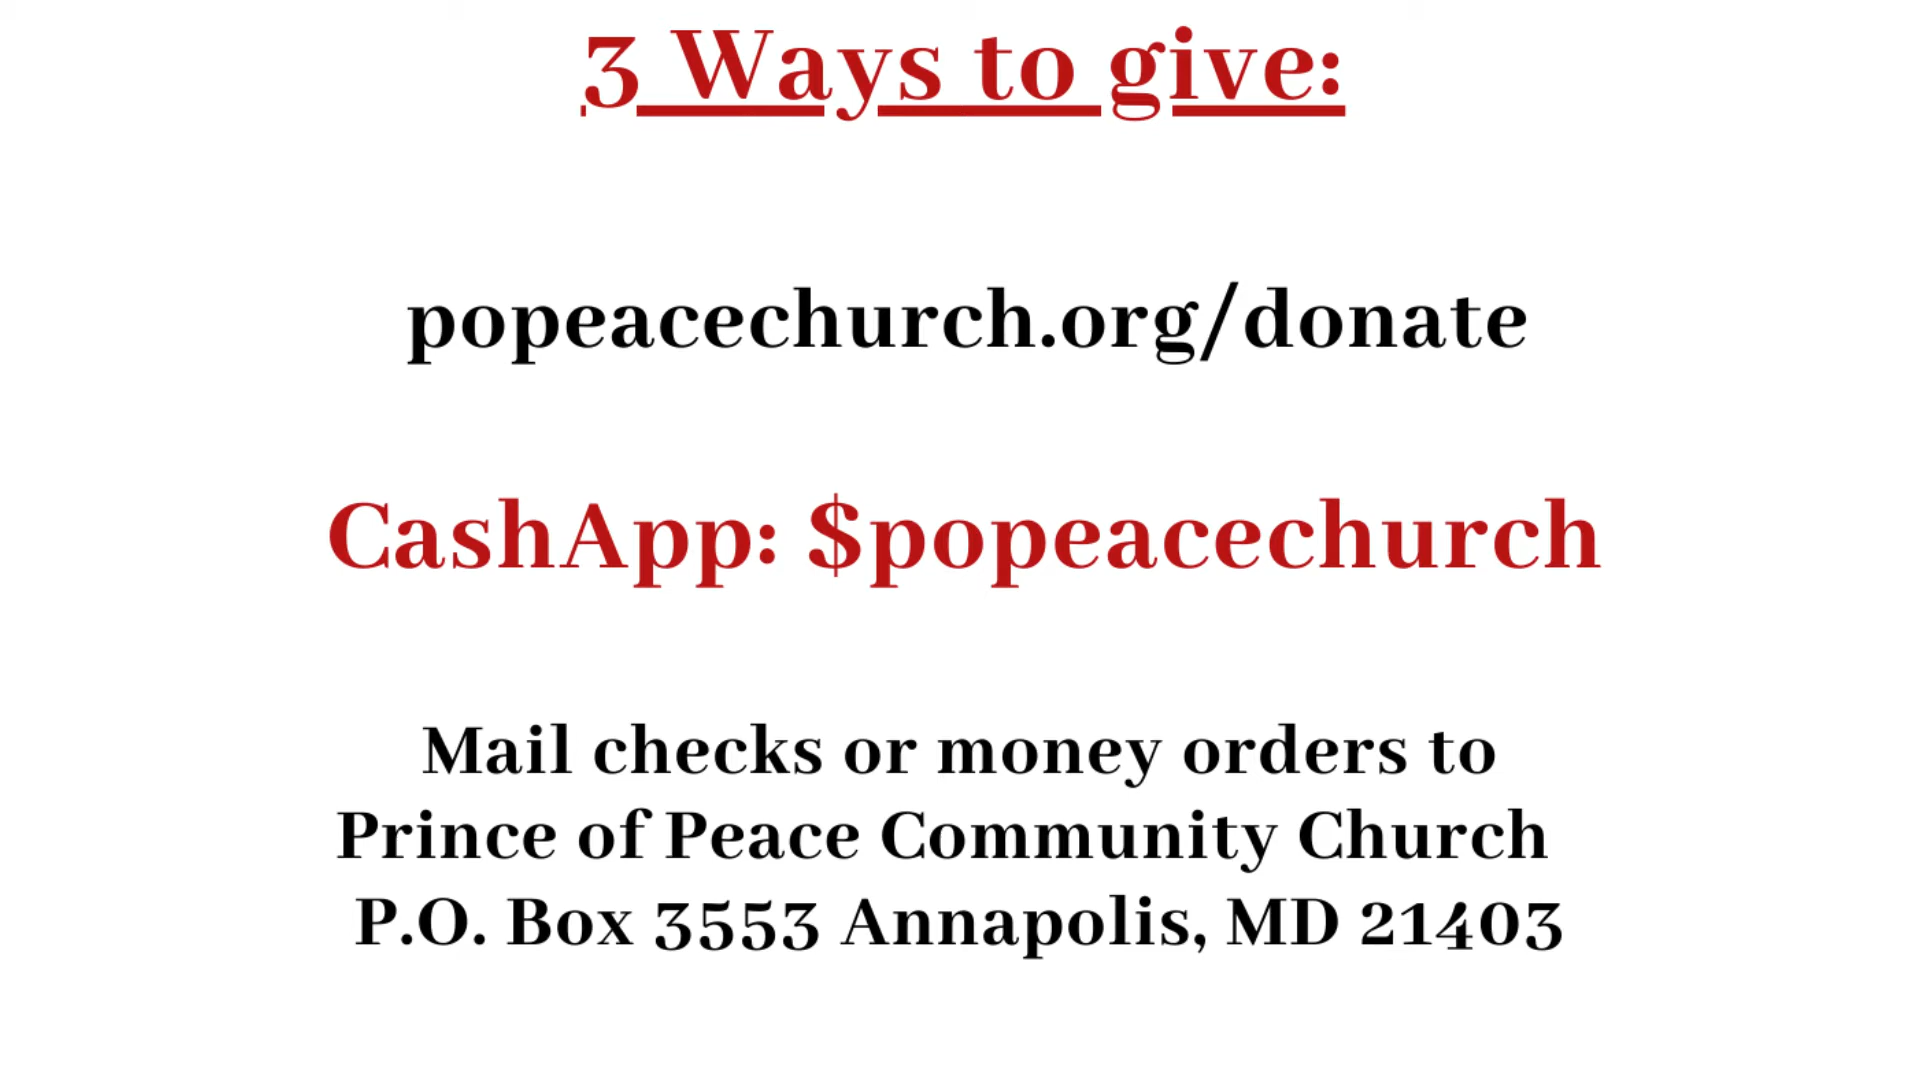 3 Ways to give:
popeacechurch.org/donate
CashApp: $popeacechurch
Mail checks or money orders to
Prince of Peace Community Church
P.O. Box 3553 Annapolis, MD 21403